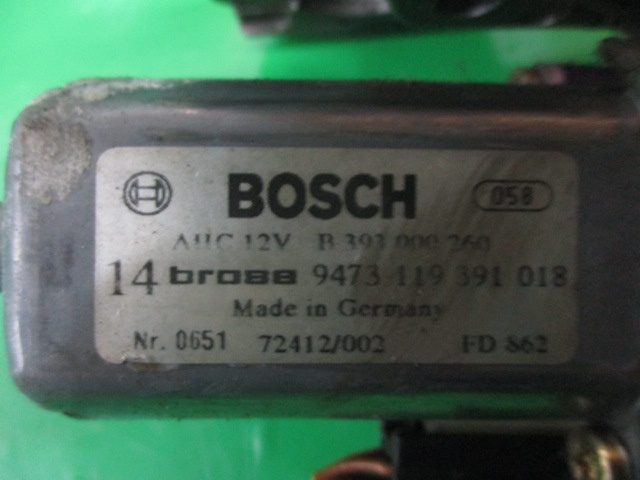 BOSCH 058
AHC 12V B 393 000 260
14 brose 9473 119 391 018
Made in Germany
Nr. 0651 72412/002 FD 862